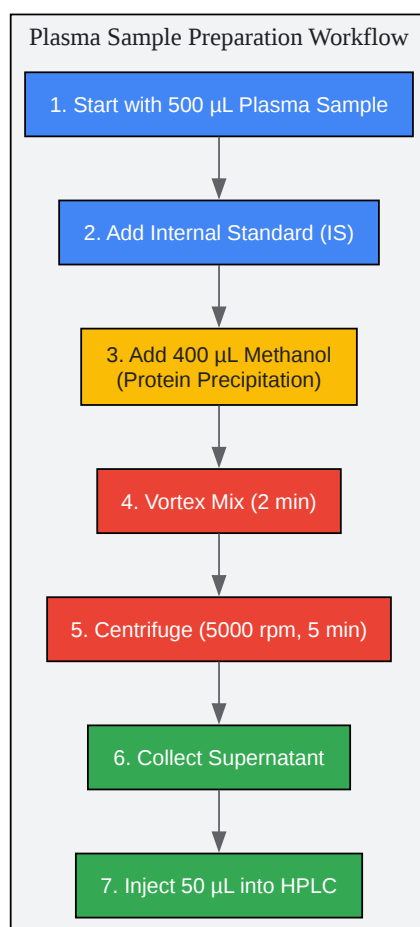 Plasma Sample Preparation Workflow
1. Start with 500 µL Plasma Sample
2. Add Internal Standard (IS)
3. Add 400 µL Methanol
(Protein Precipitation)
4. Vortex Mix (2 min)
5. Centrifuge (5000 rpm, 5 min)
6. Collect Supernatant
7. Inject 50 µL into HPLC